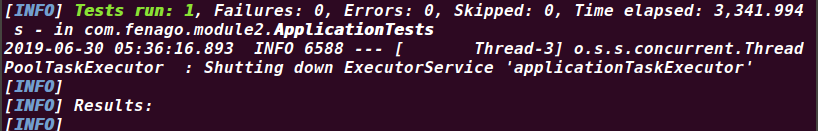 [INFO] Tests run: 1, Failures: 0, Errors: 0, Skipped: 0, Time elapsed: 3,341.994
s - in com.fenago.module2.ApplicationTests
2019-06-30 05:36:16.893  INFO 6588 --- [       Thread-3] o.s.s.concurrent.Thread
PoolTaskExecutor  : Shutting down ExecutorService 'applicationTaskExecutor'
[INFO]
[INFO] Results:
[INFO]